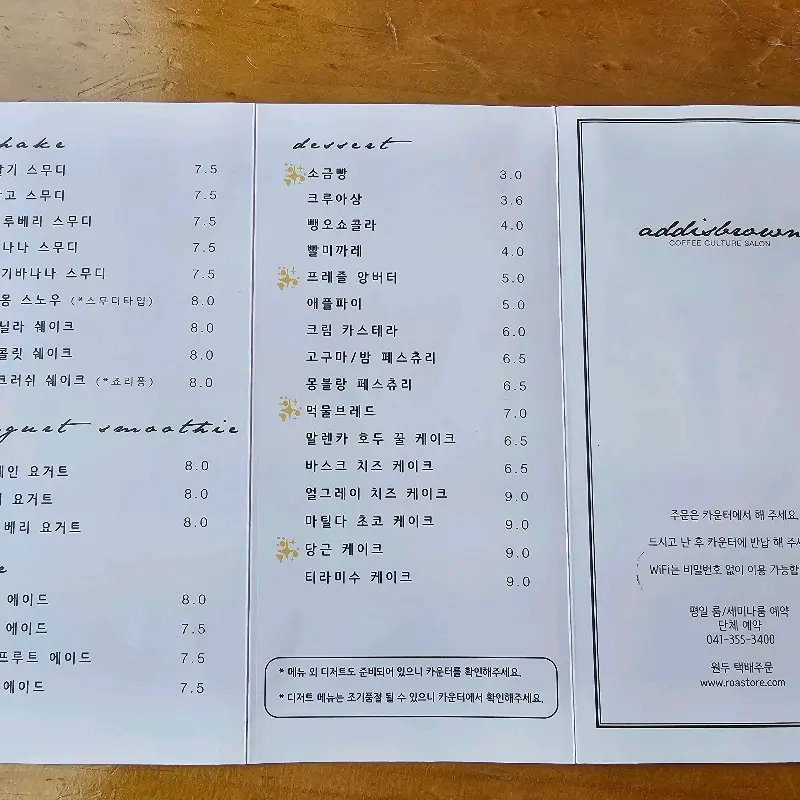 스무디 7.5
스무디 7.5
스무디 7.5
스무디 7.5
스무디 7.5
스노우 (*스무디타입) 8.0
쉐이크 8.0
쉐이크 8.0
쉐이크 (*쵸리퐁) 8.0
smoothie
요거트 8.0
요거트 8.0
요거트 8.0
에이드 8.0
에이드 7.5
에이드 7.5
에이드 7.5
dessert
소금빵 3.0
크루아상 3.6
뺑오쇼콜라 4.0
빨미까레 4.0
프레즐 앙버터 5.0
애플파이 5.0
크림 카스테라 6.0
고구마/밤 페스츄리 6.5
몽블랑 페스츄리 6.5
먹물브레드 7.0
말렌카 호두 꿀 케이크 6.5
바스크 치즈 케이크 6.5
얼그레이 치즈 케이크 9.0
마틸다 초코 케이크 9.0
당근 케이크 9.0
티라미수 케이크 9.0
* 메뉴 외 디저트도 준비되어 있으니 카운터를 확인해주세요.
* 디저트 메뉴는 조기품절 될 수 있으니 카운터에서 확인해주세요.
addisbrown
COFFEE CULTURE SALON
주문은 카운터에서 해 주세요.
드시고 난 후 카운터에 반납 해
WiFi는 비밀번호 없이 이용
평일 룸/세미나룸 예약
단체 예약
041-355-3400
원두 택배주문
www.roastore.com